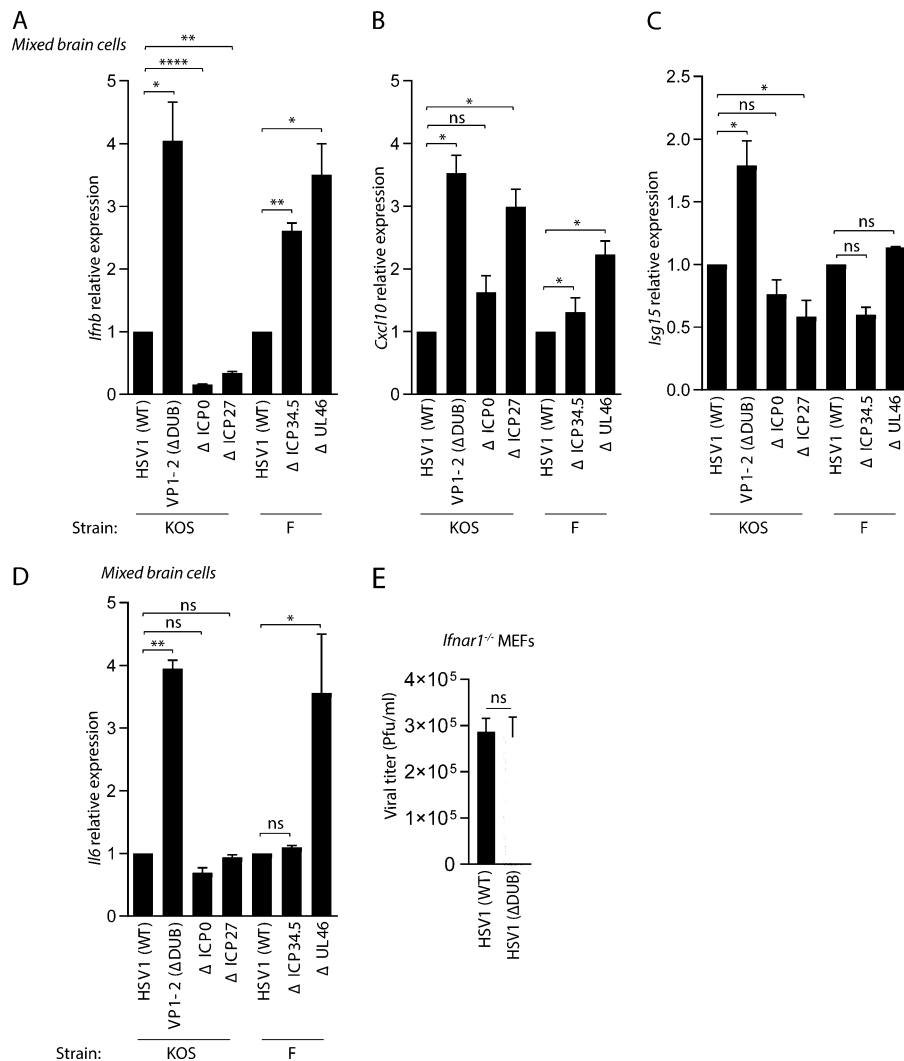 A
Mixed brain cells
Ifnb relative expression
5
4
3
2
1
0
**
****
*
**
*
HSV1 (WT)
VP1-2 (ΔDUB)
Δ ICP0
Δ ICP27
HSV1 (WT)
Δ ICP34.5
Δ UL46
Strain:
KOS
F
B
Cxcl10 relative expression
5
4
3
2
1
0
*
ns
*
*
*
HSV1 (WT)
VP1-2 (ΔDUB)
Δ ICP0
Δ ICP27
HSV1 (WT)
Δ ICP34.5
Δ UL46
KOS
F
C
Isg15 relative expression
2.5
2.0
1.5
1.0
0.5
0.0
*
ns
*
ns
ns
HSV1 (WT)
VP1-2 (ΔDUB)
Δ ICP0
Δ ICP27
HSV1 (WT)
Δ ICP34.5
Δ UL46
KOS
F
D
Mixed brain cells
Il6 relative expression
5
4
3
2
1
0
ns
ns
**
ns
*
HSV1 (WT)
VP1-2 (ΔDUB)
Δ ICP0
Δ ICP27
HSV1 (WT)
Δ ICP34.5
Δ UL46
Strain:
KOS
F
E
Ifnar1-/- MEFs
Viral titer (Pfu/ml)
4×10⁵
3×10⁵
2×10⁵
1×10⁵
0
ns
HSV1 (WT)
HSV1 (ΔDUB)